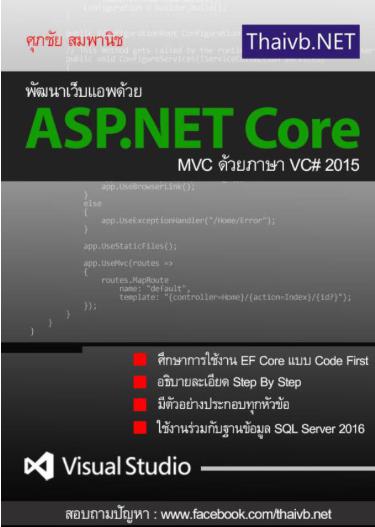 Configuration = builder.Build();
ศุภชัย สมพานิช
Thaivb.NET
พัฒนาเว็บแอพด้วย
ASP.NET Core
MVC ด้วยภาษา VC# 2015
app.UseBrowserLink();
}
else
{
app.UseExceptionHandler("/Home/Error");
}
app.UseStaticFiles();
app.UseMvc(routes =>
{
routes.MapRoute(
name: "default",
template: "{controller=Home}/{action=Index}/{id?}");
});
}
}
}
ศึกษาการใช้งาน EF Core แบบ Code First
อธิบายละเอียด Step By Step
มีตัวอย่างประกอบทุกหัวข้อ
ใช้งานร่วมกับฐานข้อมูล SQL Server 2016
Visual Studio
สอบถามปัญหา : www.facebook.com/thaivb.net